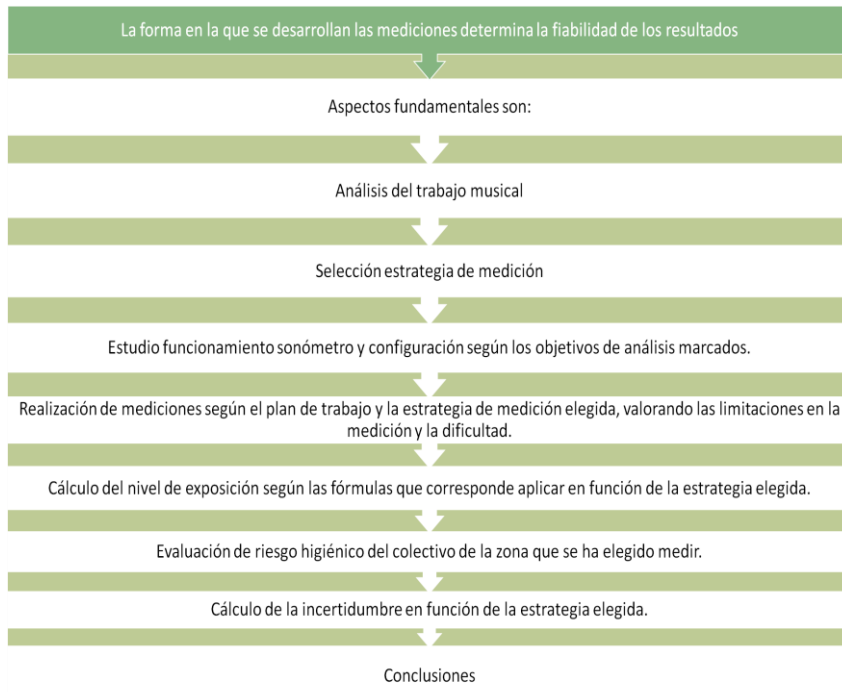 La forma en la que se desarrollan las mediciones determina la fiabilidad de los resultados
Aspectos fundamentales son:
Análisis del trabajo musical
Selección estrategia de medición
Estudio funcionamiento sonómetro y configuración según los objetivos de análisis marcados.
Realización de mediciones según el plan de trabajo y la estrategia de medición elegida, valorando las limitaciones en la
medición y la dificultad.
Cálculo del nivel de exposición según las fórmulas que corresponde aplicar en función de la estrategia elegida.
Evaluación de riesgo higiénico del colectivo de la zona que se ha elegido medir.
Cálculo de la incertidumbre en función de la estrategia elegida.
Conclusiones